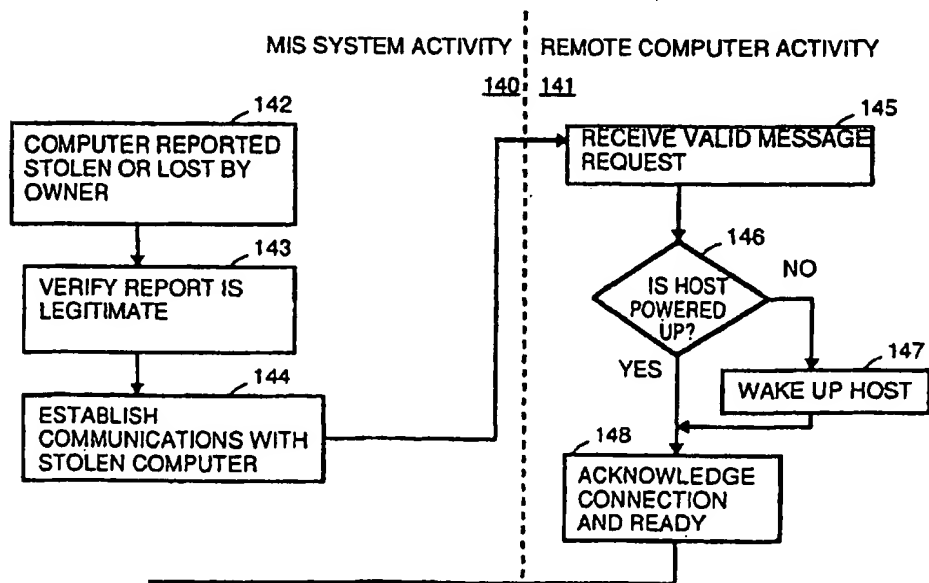 MIS SYSTEM ACTIVITY
REMOTE COMPUTER ACTIVITY
140
141
142
COMPUTER REPORTED
STOLEN OR LOST BY
OWNER
143
VERIFY REPORT IS
LEGITIMATE
144
ESTABLISH
COMMUNICATIONS WITH
STOLEN COMPUTER
145
RECEIVE VALID MESSAGE
REQUEST
146
IS HOST
POWERED
UP?
NO
YES
147
WAKE UP HOST
148
ACKNOWLEDGE
CONNECTION
AND READY